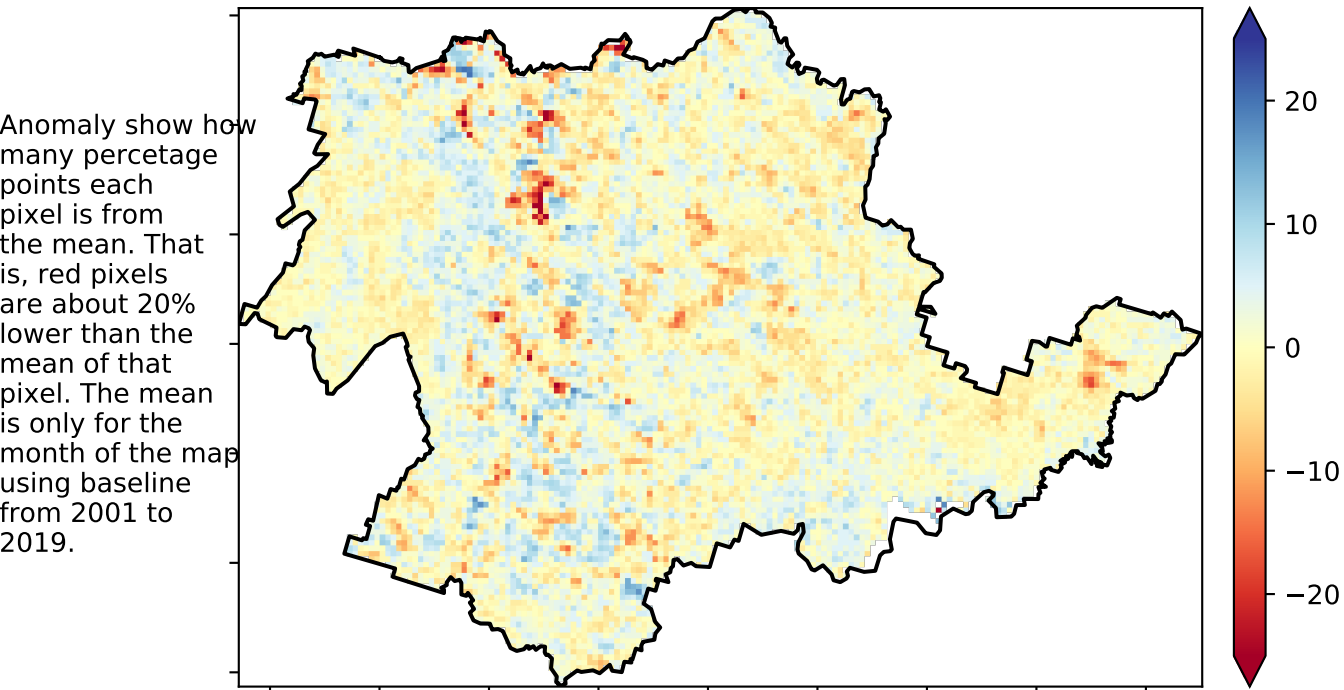 Anomaly show how
many percetage
points each
pixel is from
the mean. That
is, red pixels
are about 20%
lower than the
mean of that
pixel. The mean
is only for the
month of the map
using baseline
from 2001 to
2019.
20
10
0
−10
−20